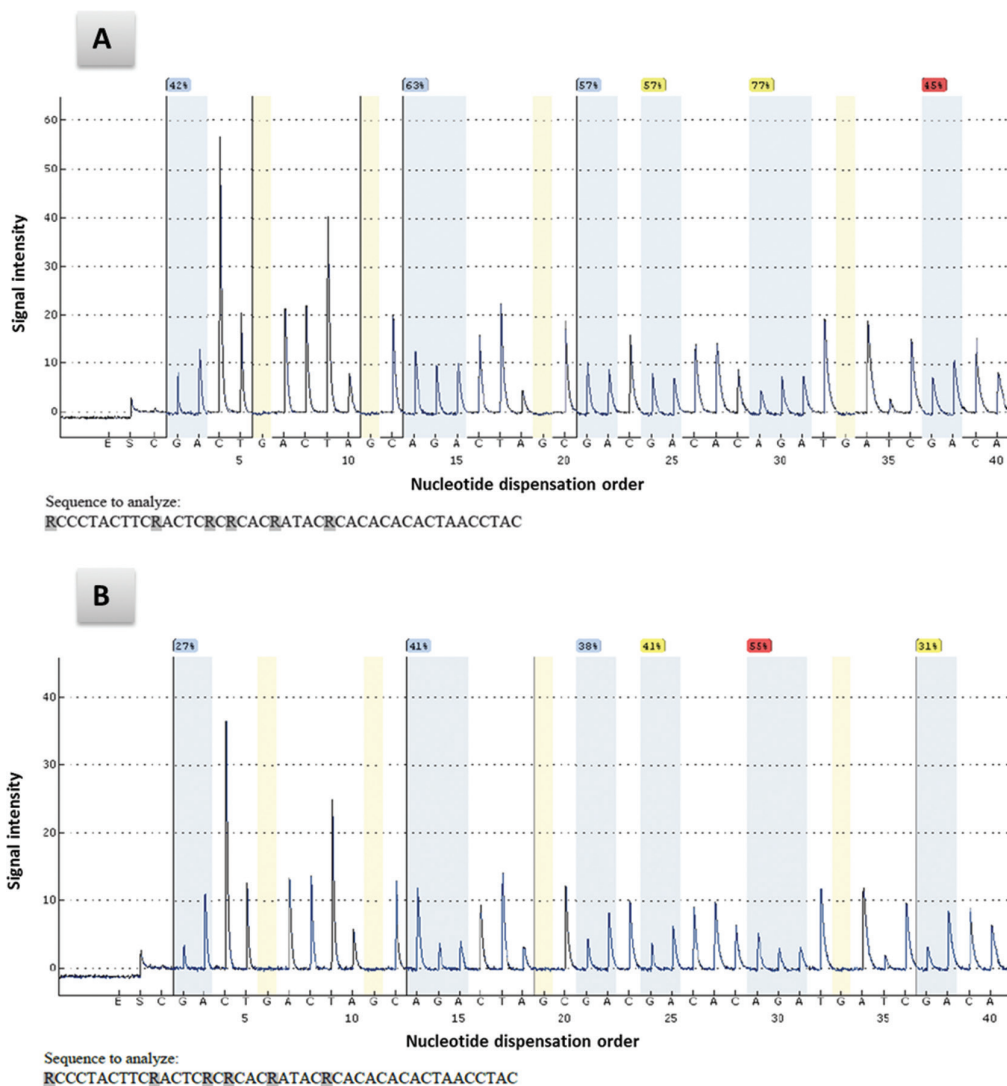 A
42% 63% 57% 57% 77% 45%
60
50
40
30
20
10
0
Signal intensity
E S C G A C T G A C T A G C A G A C T A G C G A C G A C A C A G A T G A T C G A C A
5 10 15 20 25 30 35 40
Nucleotide dispensation order
Sequence to analyze:
RCCCTACTTCRACTCRCRCACRATACRCACACACACTAACCTAC
B
27% 41% 38% 41% 55% 31%
40
30
20
10
0
Signal intensity
E S C G A C T G A C T A G C A G A C T A G C G A C G A C A C A G A T G A T C G A C A
5 10 15 20 25 30 35 40
Nucleotide dispensation order
Sequence to analyze:
RCCCTACTTCRACTCRCRCACRATACRCACACACACTAACCTAC